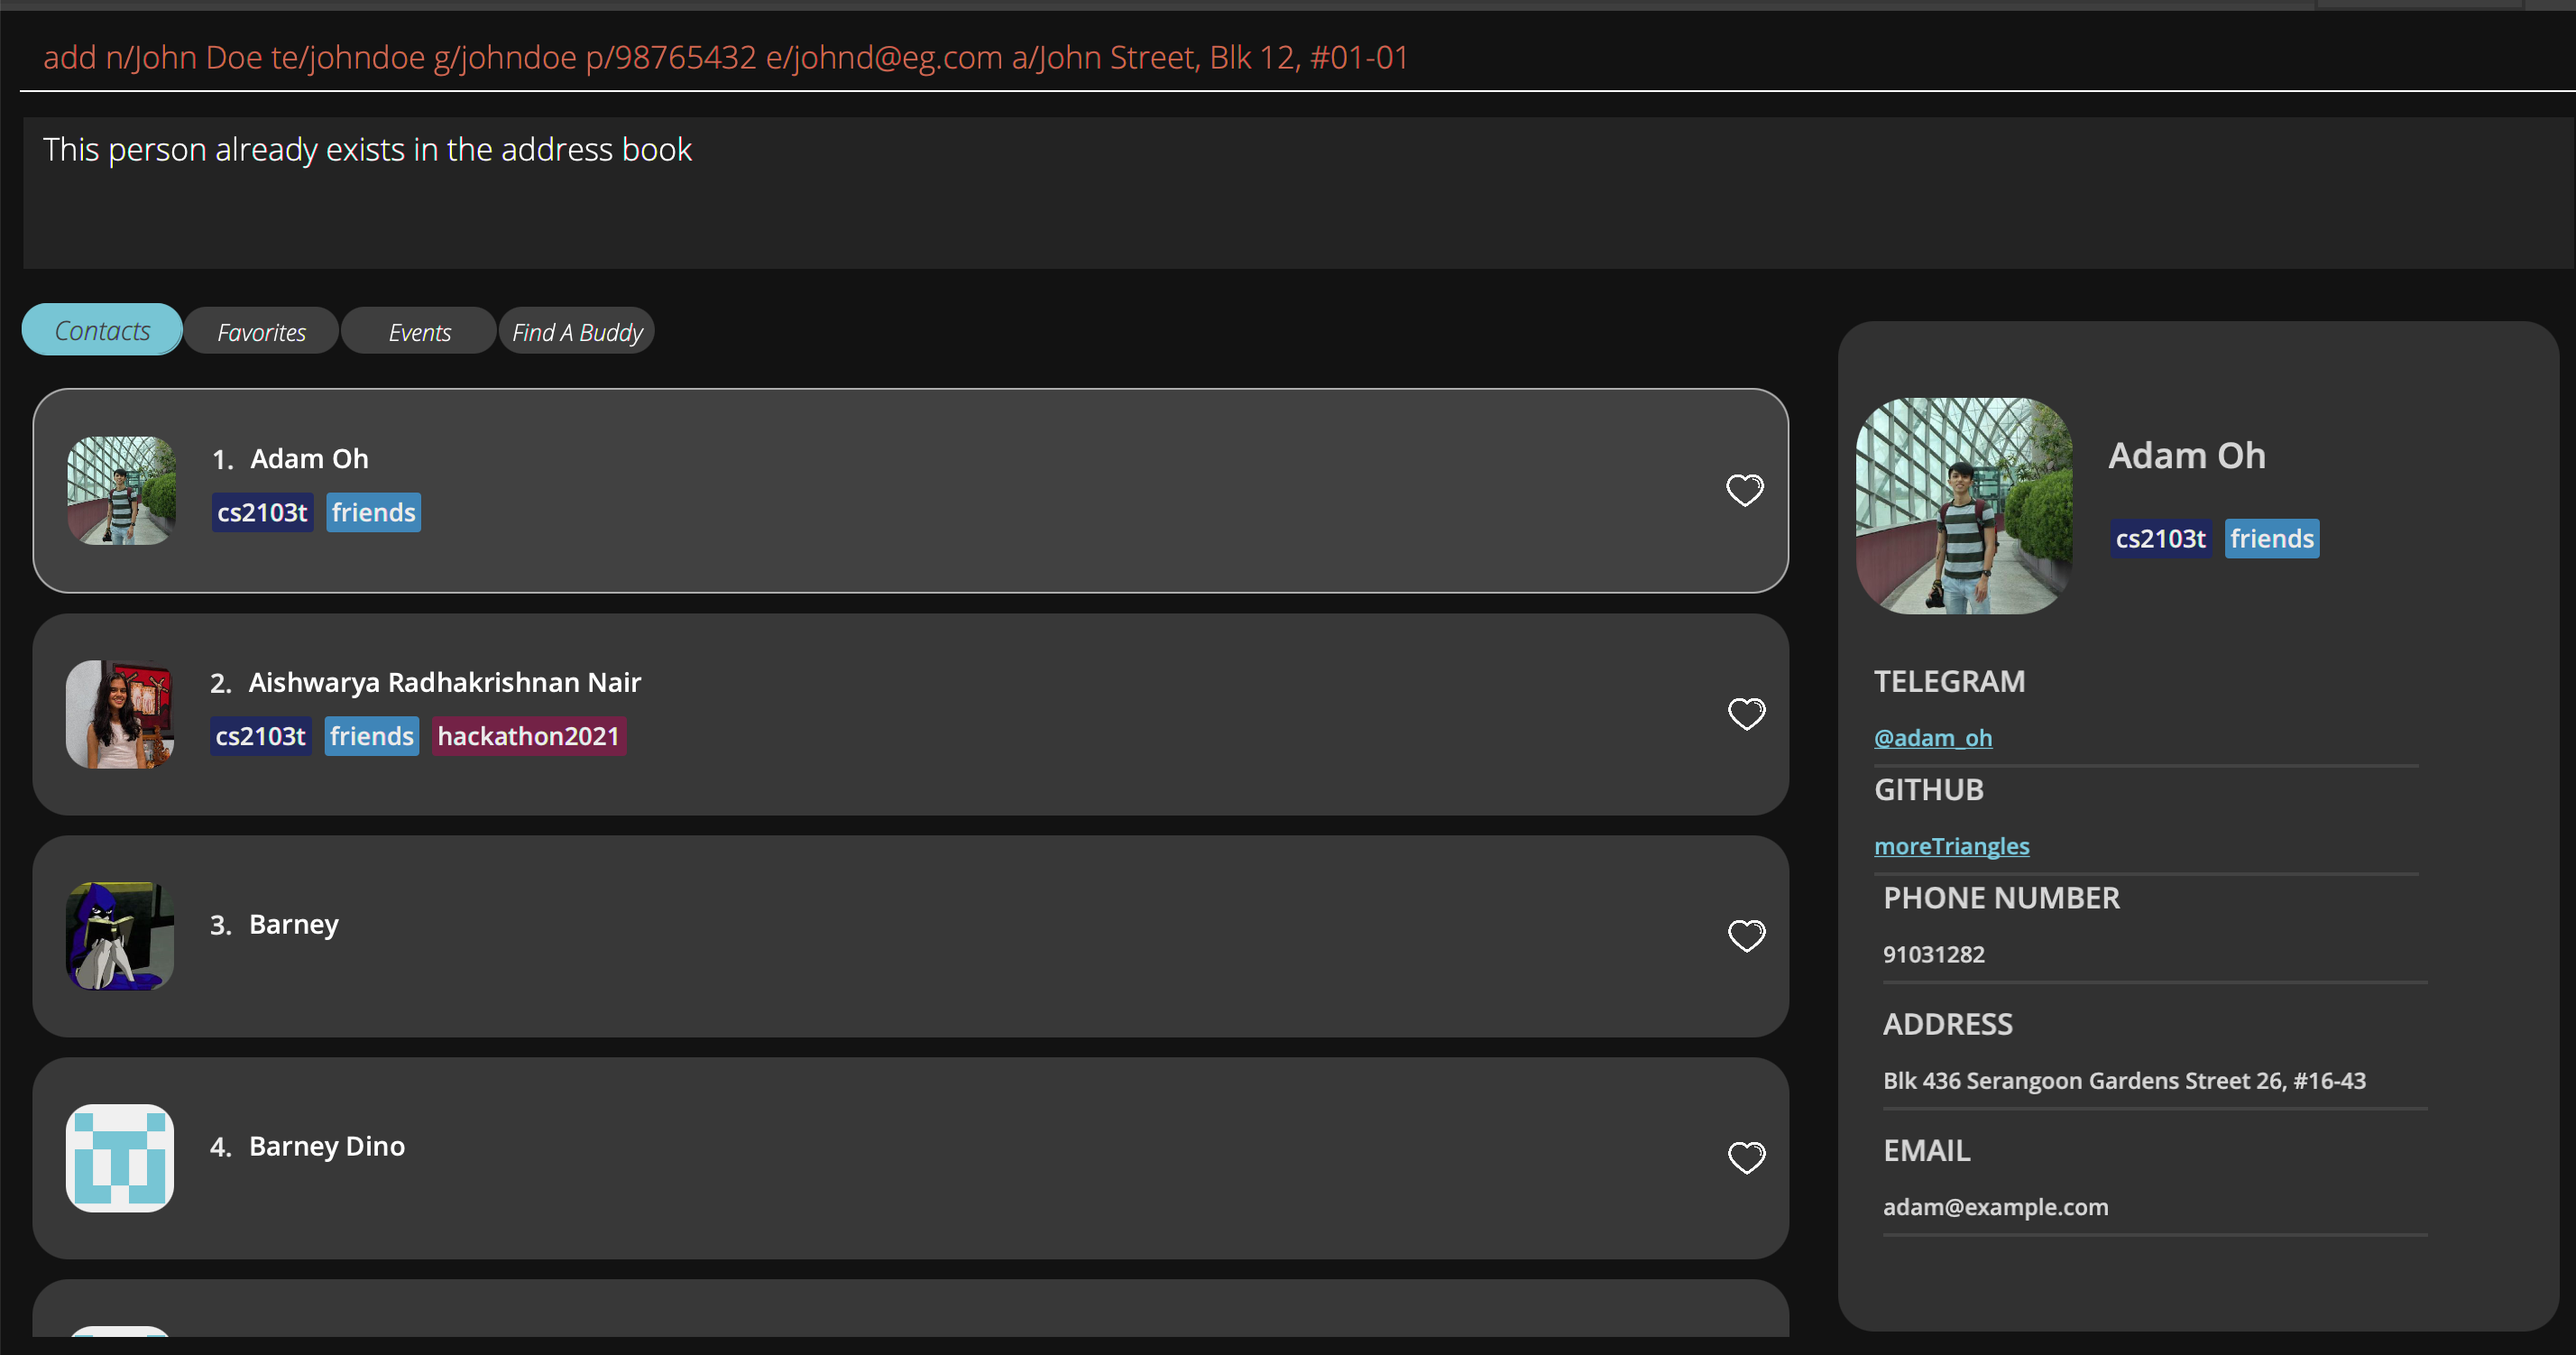 add n/John Doe te/johndoe g/johndoe p/98765432 e/johnd@eg.com a/John Street, Blk 12, #01-01
This person already exists in the address book
Contacts
Favorites
Events
Find A Buddy
1. Adam Oh
cs2103t friends
2. Aishwarya Radhakrishnan Nair
cs2103t friends hackathon2021
3. Barney
4. Barney Dino
Adam Oh
cs2103t friends
TELEGRAM
@adam_oh
GITHUB
moreTriangles
PHONE NUMBER
91031282
ADDRESS
Blk 436 Serangoon Gardens Street 26, #16-43
EMAIL
adam@example.com